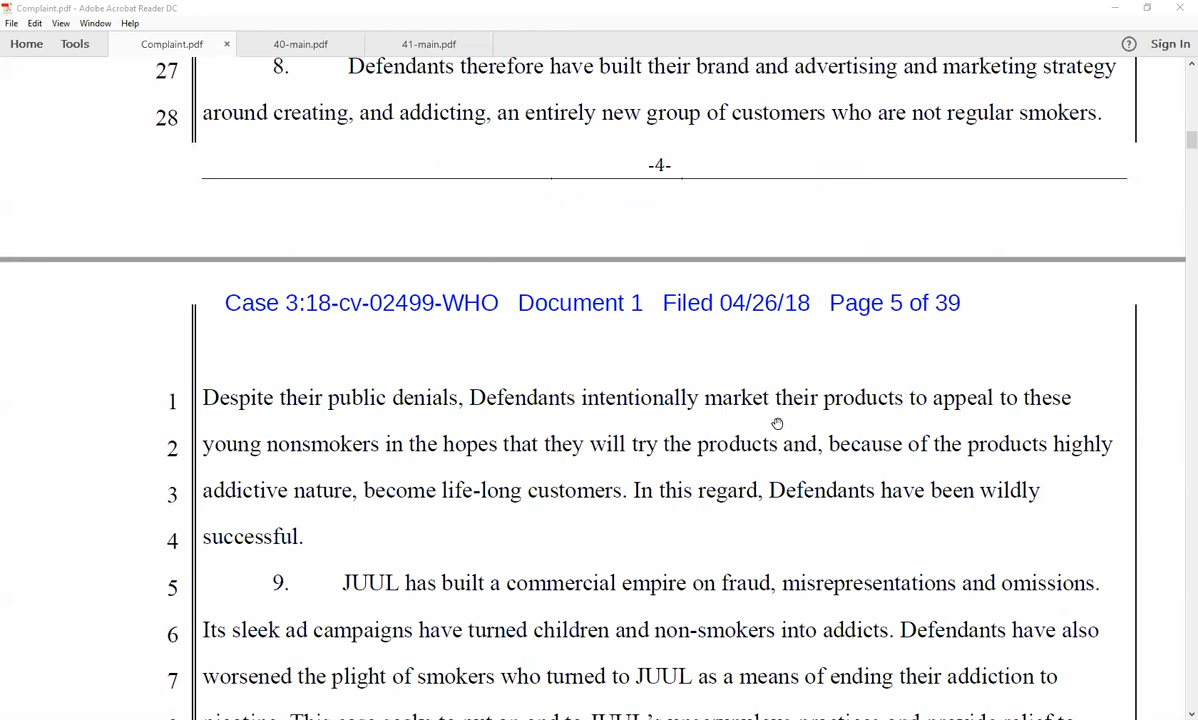 Complaint.pdf - Adobe Acrobat Reader DC
File Edit View Window Help
Home Tools Complaint.pdf × 40-main.pdf 41-main.pdf ? Sign In
27 8. Defendants therefore have built their brand and advertising and marketing strategy
28 around creating, and addicting, an entirely new group of customers who are not regular smokers.
-4-
Case 3:18-cv-02499-WHO Document 1 Filed 04/26/18 Page 5 of 39
1 Despite their public denials, Defendants intentionally market their products to appeal to these
2 young nonsmokers in the hopes that they will try the products and, because of the products highly
3 addictive nature, become life-long customers. In this regard, Defendants have been wildly
4 successful.
5 9. JUUL has built a commercial empire on fraud, misrepresentations and omissions.
6 Its sleek ad campaigns have turned children and non-smokers into addicts. Defendants have also
7 worsened the plight of smokers who turned to JUUL as a means of ending their addiction to